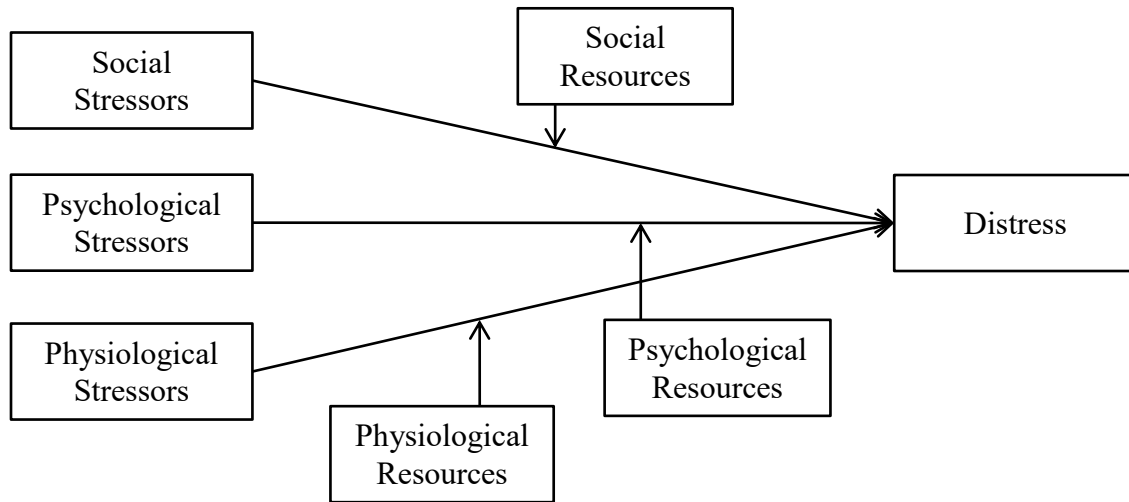 Social
Stressors
Social
Resources
Psychological
Stressors
Distress
Physiological
Stressors
Psychological
Resources
Physiological
Resources